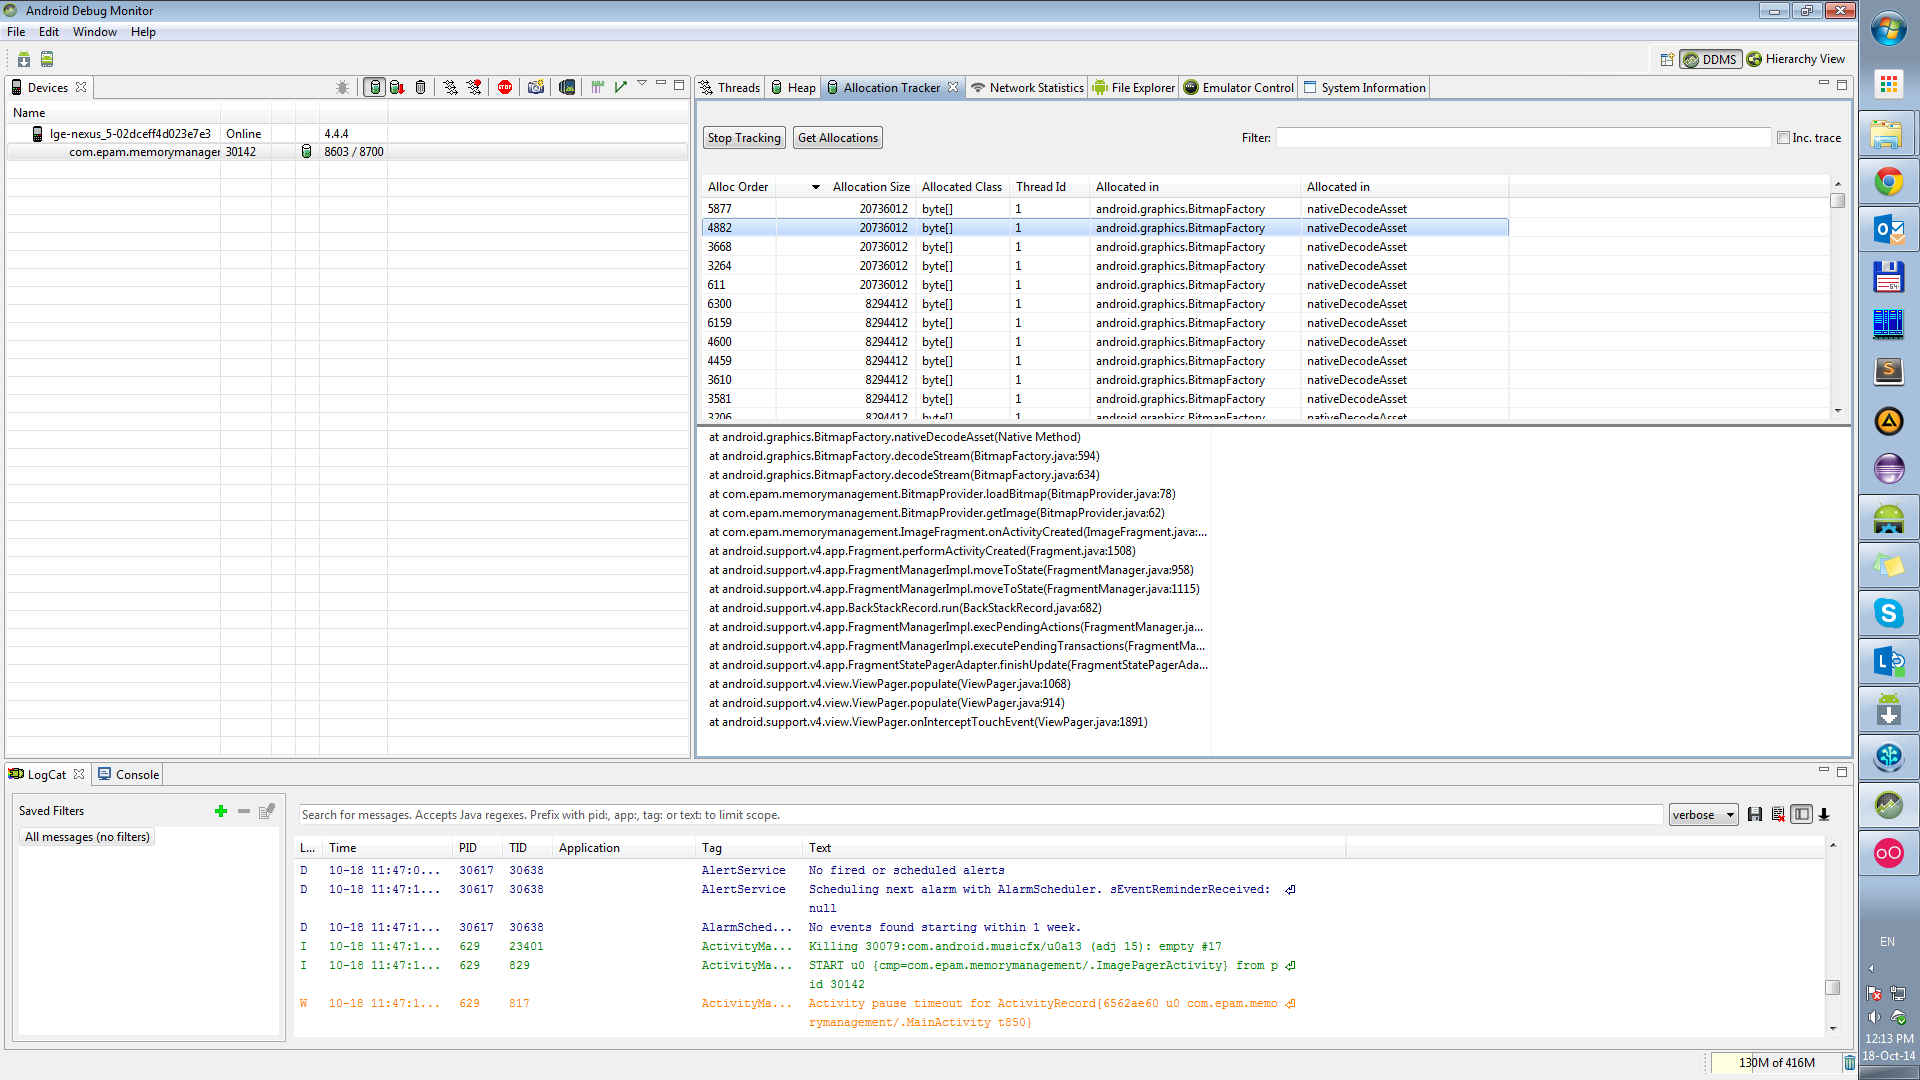 Android Debug Monitor
File Edit Window Help
DDMS Hierarchy View
Devices
Name
lge-nexus_5-02dceff4d023e7e3 Online 4.4.4
com.epam.memorymanager 30142 8603 / 8700
Threads Heap Allocation Tracker Network Statistics File Explorer Emulator Control System Information
Stop Tracking Get Allocations Filter: Inc. trace
Alloc Order Allocation Size Allocated Class Thread Id Allocated in Allocated in
5877 20736012 byte[] 1 android.graphics.BitmapFactory nativeDecodeAsset
4882 20736012 byte[] 1 android.graphics.BitmapFactory nativeDecodeAsset
3668 20736012 byte[] 1 android.graphics.BitmapFactory nativeDecodeAsset
3264 20736012 byte[] 1 android.graphics.BitmapFactory nativeDecodeAsset
611 20736012 byte[] 1 android.graphics.BitmapFactory nativeDecodeAsset
6300 8294412 byte[] 1 android.graphics.BitmapFactory nativeDecodeAsset
6159 8294412 byte[] 1 android.graphics.BitmapFactory nativeDecodeAsset
4600 8294412 byte[] 1 android.graphics.BitmapFactory nativeDecodeAsset
4459 8294412 byte[] 1 android.graphics.BitmapFactory nativeDecodeAsset
3610 8294412 byte[] 1 android.graphics.BitmapFactory nativeDecodeAsset
3581 8294412 byte[] 1 android.graphics.BitmapFactory nativeDecodeAsset
3206 8294412 byte[] 1 android.graphics.BitmapFactory nativeDecodeAsset
at android.graphics.BitmapFactory.nativeDecodeAsset(Native Method)
at android.graphics.BitmapFactory.decodeStream(BitmapFactory.java:594)
at android.graphics.BitmapFactory.decodeStream(BitmapFactory.java:634)
at com.epam.memorymanagement.BitmapProvider.loadBitmap(BitmapProvider.java:78)
at com.epam.memorymanagement.BitmapProvider.getImage(BitmapProvider.java:62)
at com.epam.memorymanagement.ImageFragment.onActivityCreated(ImageFragment.java:...
at android.support.v4.app.Fragment.performActivityCreated(Fragment.java:1508)
at android.support.v4.app.FragmentManagerImpl.moveToState(FragmentManager.java:958)
at android.support.v4.app.FragmentManagerImpl.moveToState(FragmentManager.java:1115)
at android.support.v4.app.BackStackRecord.run(BackStackRecord.java:682)
at android.support.v4.app.FragmentManagerImpl.execPendingActions(FragmentManager.ja...
at android.support.v4.app.FragmentManagerImpl.executePendingTransactions(FragmentMa...
at android.support.v4.app.FragmentStatePagerAdapter.finishUpdate(FragmentStatePagerAda...
at android.support.v4.view.ViewPager.populate(ViewPager.java:1068)
at android.support.v4.view.ViewPager.populate(ViewPager.java:914)
at android.support.v4.view.ViewPager.onInterceptTouchEvent(ViewPager.java:1891)
LogCat Console
Saved Filters
All messages (no filters)
Search for messages. Accepts Java regexes. Prefix with pid:, app:, tag: or text: to limit scope. verbose
L... Time PID TID Application Tag Text
D 10-18 11:47:0... 30617 30638 AlertService No fired or scheduled alerts
D 10-18 11:47:1... 30617 30638 AlertService Scheduling next alarm with AlarmScheduler. sEventReminderReceived:
null
D 10-18 11:47:1... 30617 30638 AlarmSched... No events found starting within 1 week.
I 10-18 11:47:1... 629 23401 ActivityMa... Killing 30079:com.android.musicfx/u0a13 (adj 15): empty #17
I 10-18 11:47:1... 629 829 ActivityMa... START u0 {cmp=com.epam.memorymanagement/.ImagePagerActivity} from p
id 30142
W 10-18 11:47:1... 629 817 ActivityMa... Activity pause timeout for ActivityRecord{6562ae60 u0 com.epam.memo
rymanagement/.MainActivity t850}
130M of 416M
EN
12:13 PM
18-Oct-14